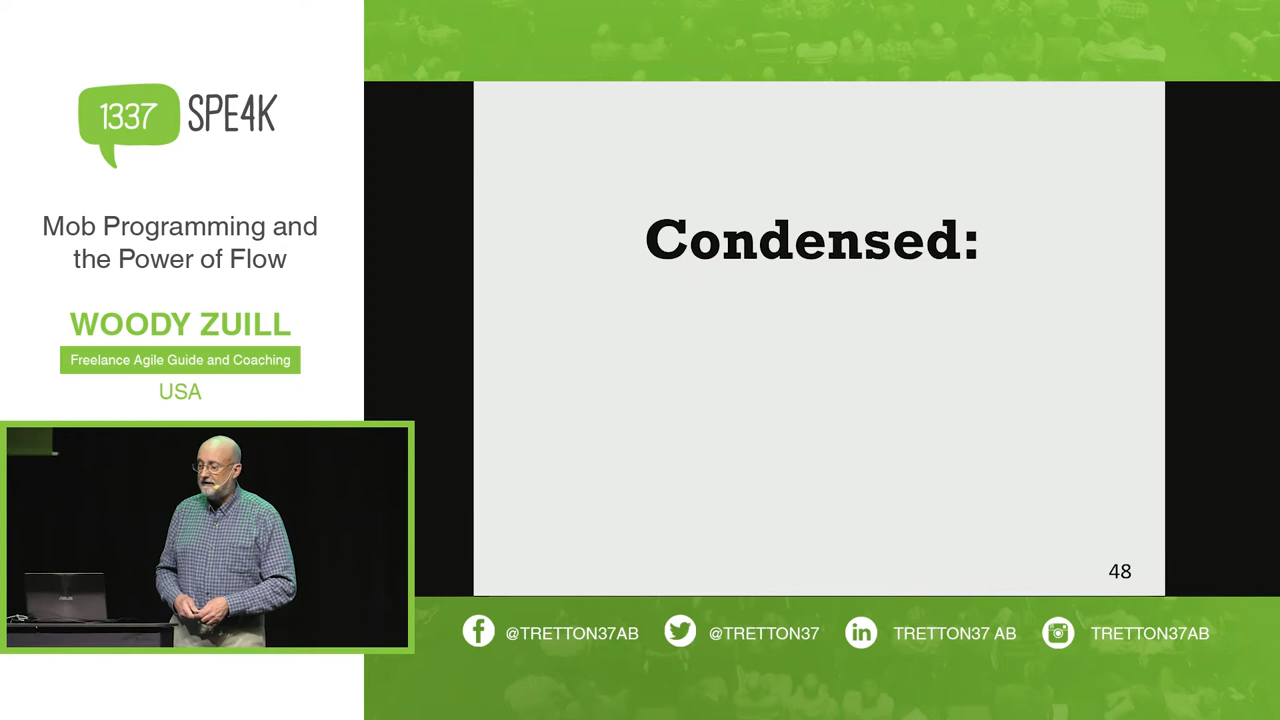 1337 SPE4K
Mob Programming and
the Power of Flow
WOODY ZUILL
Freelance Agile Guide and Coaching
USA
Condensed:
48
ASUS
@TRETTON37AB
@TRETTON37
TRETTON37 AB
TRETTON37AB